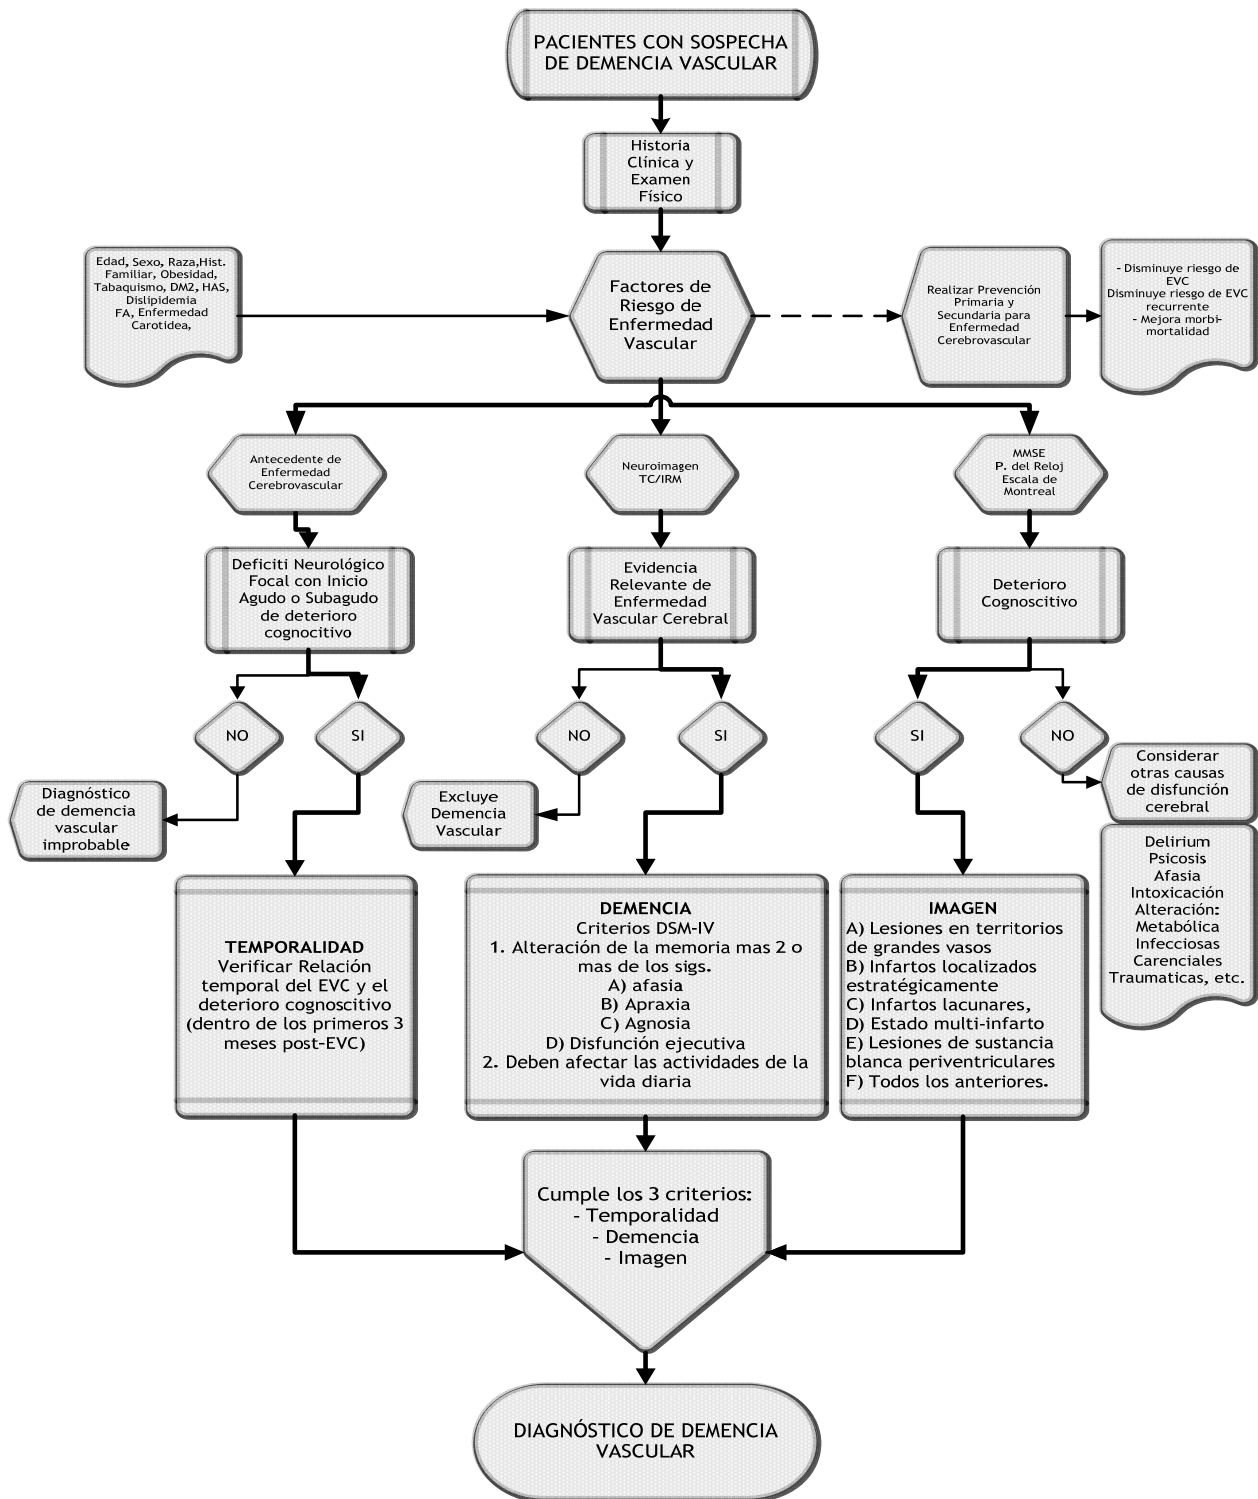 PACIENTES CON SOSPECHA
DE DEMENCIA VASCULAR
Historia
Clínica y
Examen
Físico
Edad, Sexo, Raza,Hist.
Familiar, Obesidad,
Tabaquismo, DM2, HAS,
Dislipidemia
FA, Enfermedad
Carotidea,
Factores de
Riesgo de
Enfermedad
Vascular
Realizar Prevención
Primaria y
Secundaria para
Enfermedad
Cerebrovascular
- Disminuye riesgo de
EVC
Disminuye riesgo de EVC
recurrente
- Mejora morbi-
mortalidad
Antecedente de
Enfermedad
Cerebrovascular
Neuroimagen
TC/IRM
MMSE
P. del Reloj
Escala de
Montreal
Deficiti Neurológico
Focal con Inicio
Agudo o Subagudo
de deterioro
cognocitivo
Evidencia
Relevante de
Enfermedad
Vascular Cerebral
Deterioro
Cognoscitivo
NO
SI
NO
SI
SI
NO
Diagnóstico
de demencia
vascular
improbable
Excluye
Demencia
Vascular
Considerar
otras causas
de disfunción
cerebral
Delirium
Psicosis
Afasia
Intoxicación
Alteración:
Metabólica
Infecciosas
Carenciales
Traumaticas, etc.
TEMPORALIDAD
Verificar Relación
temporal del EVC y el
deterioro cognoscitivo
(dentro de los primeros 3
meses post-EVC)
DEMENCIA
Criterios DSM-IV
1. Alteración de la memoria mas 2 o
mas de los sigs.
A) afasia
B) Apraxia
C) Agnosia
D) Disfunción ejecutiva
2. Deben afectar las actividades de la
vida diaria
IMAGEN
A) Lesiones en territorios
de grandes vasos
B) Infartos localizados
estratégicamente
C) Infartos lacunares,
D) Estado multi-infarto
E) Lesiones de sustancia
blanca periventriculares
F) Todos los anteriores.
Cumple los 3 criterios:
- Temporalidad
- Demencia
- Imagen
DIAGNÓSTICO DE DEMENCIA
VASCULAR